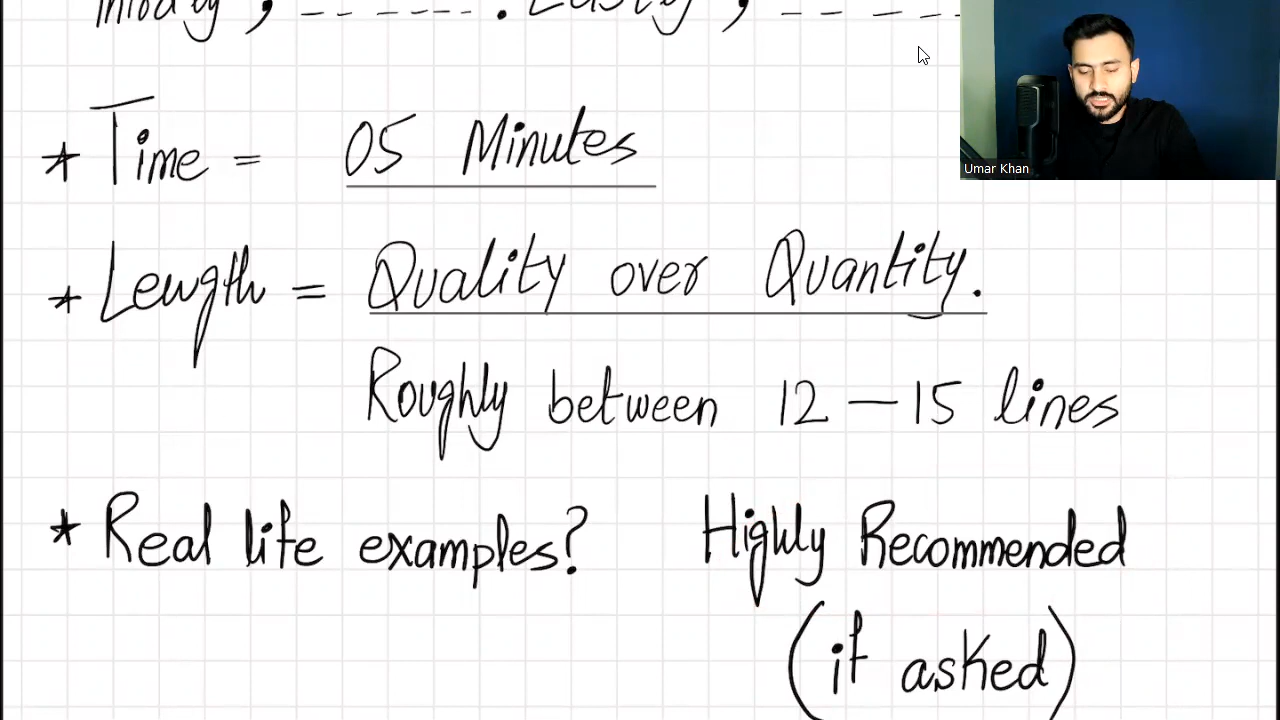 Umar Khan
* Time = 05 Minutes
* Length = Quality over Quantity.
Roughly between 12 – 15 lines
* Real life examples? Highly Recommended
(if asked)